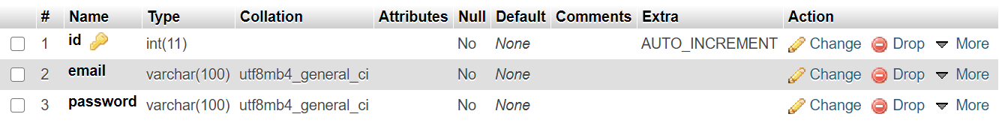 # Name Type Collation Attributes Null Default Comments Extra Action
1 id int(11) No None AUTO_INCREMENT Change Drop More
2 email varchar(100) utf8mb4_general_ci No None Change Drop More
3 password varchar(100) utf8mb4_general_ci No None Change Drop More